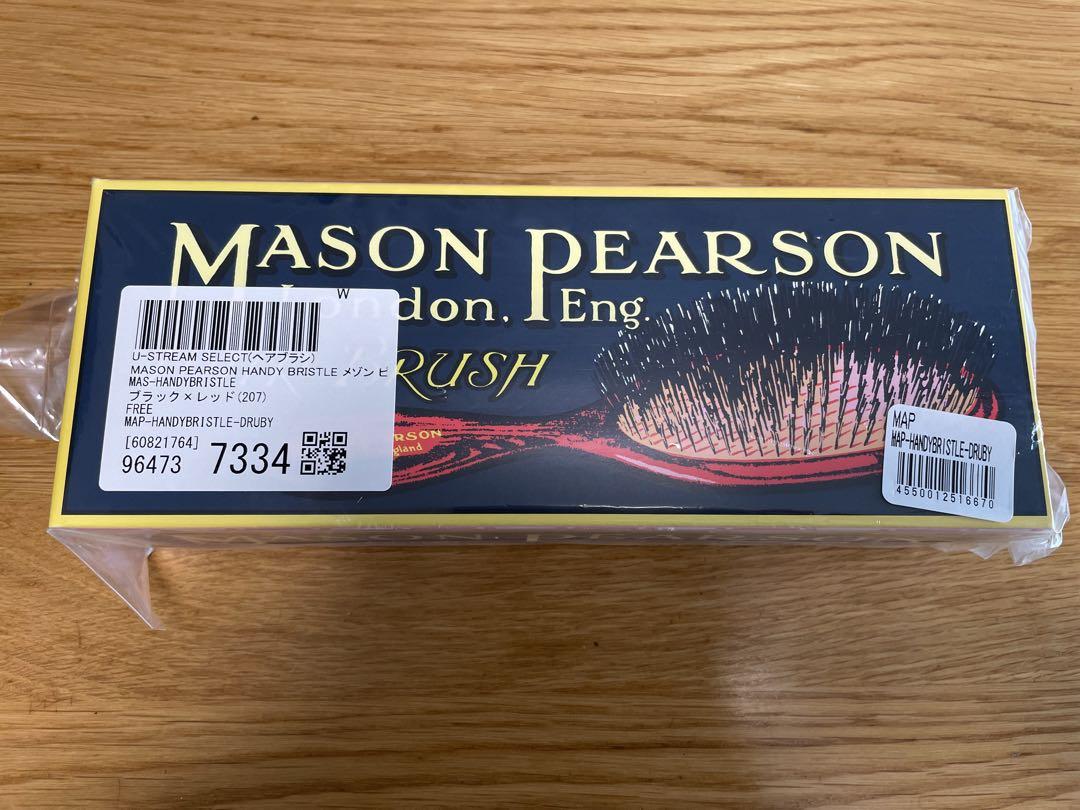 MASON PEARSON
London, Eng.
BRUSH
PEARSON
England
W
U-STREAM SELECT(ヘアブラシ)
MASON PEARSON HANDY BRISTLE メゾン ピ
MAS-HANDYBRISTLE
ブラック×レッド(207)
FREE
MAP-HANDYBRISTLE-DRUBY
[60821764]
96473 7334
MAP
MAP-HANDYBRISTLE-DRUBY
4550012516670